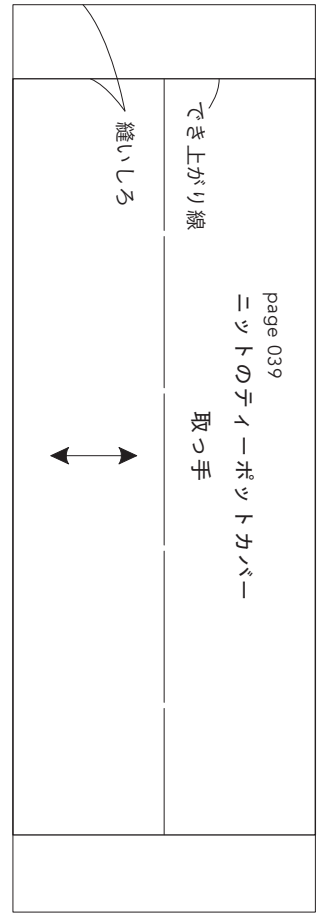 page 039
ニットのティーポットカバー
取っ手
でき上がり線
縫いしろ